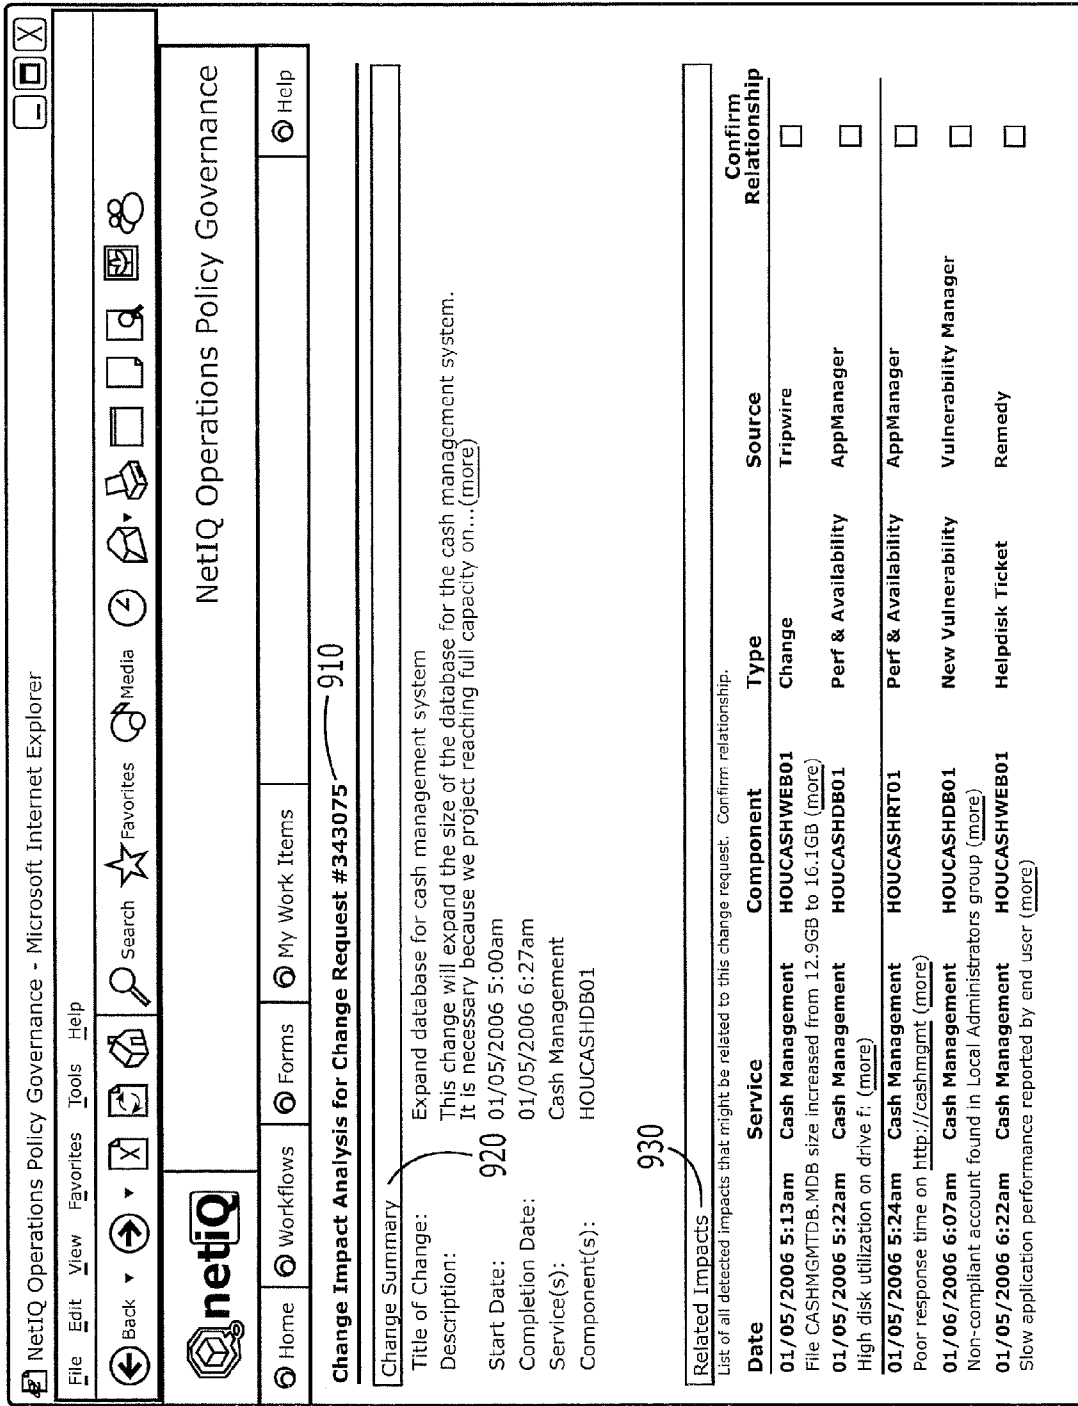 NetIQ Operations Policy Governance - Microsoft Internet Explorer
File Edit View Favorites Tools Help
Back Search Favorites Media
netiQ
NetIQ Operations Policy Governance
Home Workflows Forms My Work Items Help
Change Impact Analysis for Change Request #343075 910
Change Summary
920
Title of Change: Expand database for cash management system
Description: This change will expand the size of the database for the cash management system.
It is necessary because we project reaching full capacity on...(more)
Start Date: 01/05/2006 5:00am
Completion Date: 01/05/2006 6:27am
Service(s): Cash Management
Component(s): HOUCASHDB01
930
Related Impacts
List of all detected impacts that might be related to this change request. Confirm relationship.
Date Service Component Type Source Confirm Relationship
01/05/2006 5:13am Cash Management HOUCASHWEB01 Change Tripwire
File CASHMGMTDB.MDB size increased from 12.9GB to 16.1GB (more)
01/05/2006 5:22am Cash Management HOUCASHDB01 Perf & Availability AppManager
High disk utilization on drive f: (more)
01/05/2006 5:24am Cash Management HOUCASHRT01 Perf & Availability AppManager
Poor response time on http://cashmgmt (more)
01/06/2006 6:07am Cash Management HOUCASHDB01 New Vulnerability Vulnerability Manager
Non-compliant account found in Local Administrators group (more)
01/05/2006 6:22am Cash Management HOUCASHWEB01 Helpdisk Ticket Remedy
Slow application performance reported by end user (more)